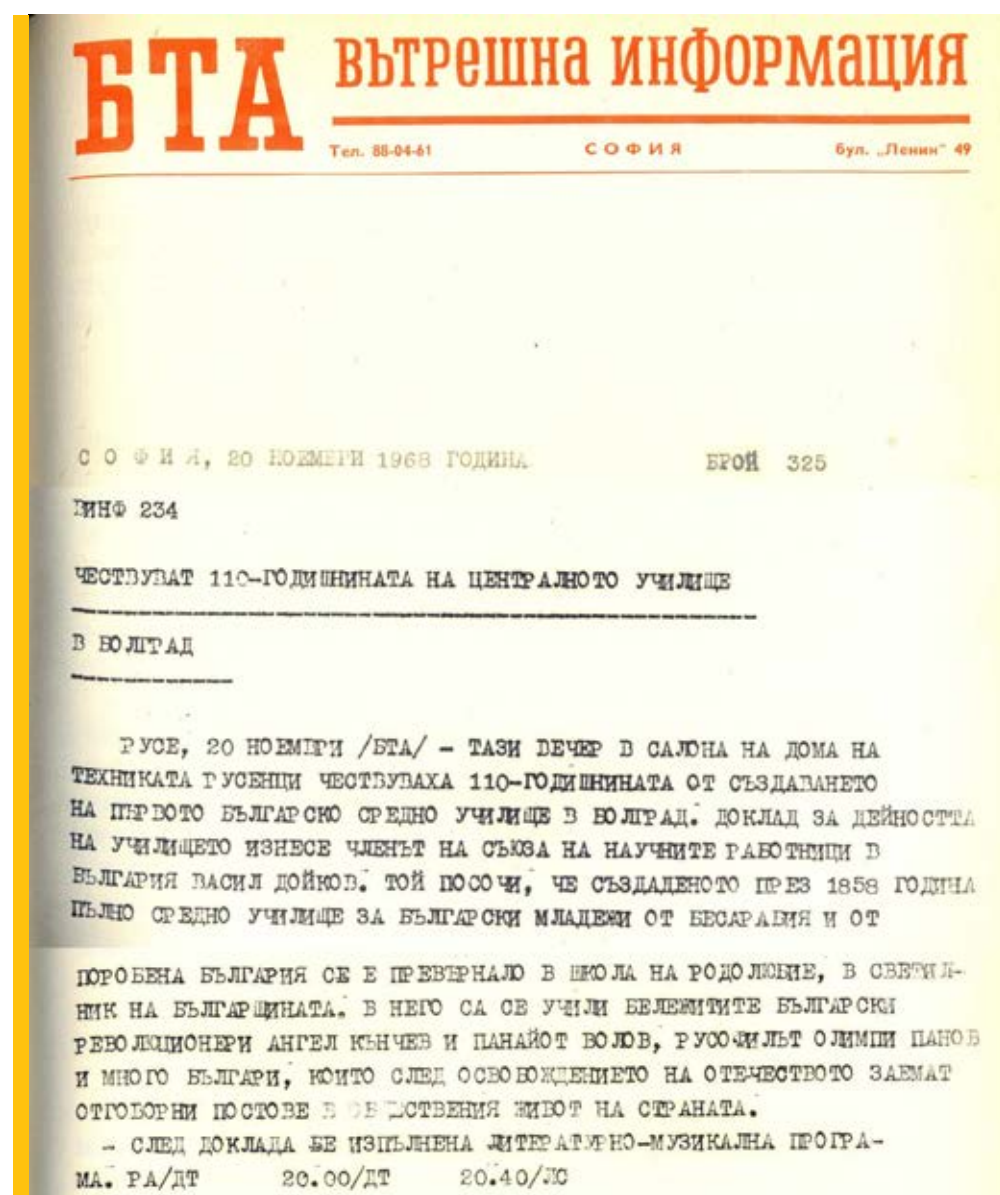 БТА
вътрешна информация
Тел. 88-04-61 СОФИЯ бул. „Ленин" 49
С О Ф И Я, 20 НОЕМВРИ 1968 ГОДИНА БРОЙ 325
ВИНФ 234
ЧЕСТВУВАТ 110-ГОДИШНИНАТА НА ЦЕНТРАЛНОТО УЧИЛИЩЕ
В БОЛГРАД
РУСЕ, 20 НОЕМВРИ /БТА/ – ТАЗИ ВЕЧЕР В САЛОНА НА ДОМА НА
ТЕХНИКАТА РУСЕНЦИ ЧЕСТВУВАХА 110-ГОДИШНИНАТА ОТ СЪЗДАВАНЕТО
НА ПЪРВОТО БЪЛГАРСКО СРЕДНО УЧИЛИЩЕ В БОЛГРАД. ДОКЛАД ЗА ДЕЙНОСТТА
НА УЧИЛИЩЕТО ИЗНЕСЕ ЧЛЕНЪТ НА СЪЮЗА НА НАУЧНИТЕ РАБОТНИЦИ В
БЪЛГАРИЯ ВАСИЛ ДОЙКОВ. ТОЙ ПОСОЧИ, ЧЕ СЪЗДАДЕНОТО ПРЕЗ 1858 ГОДИНА
ПЪЛНО СРЕДНО УЧИЛИЩЕ ЗА БЪЛГАРСКИ МЛАДЕЖИ ОТ БЕСАРАБИЯ И ОТ
ПОРОБЕНА БЪЛГАРИЯ СЕ Е ПРЕВЪРНАЛО В ШКОЛА НА РОДОЛЮБИЕ, В СВЕТИЛ-
НИК НА БЪЛГАРЩИНАТА. В НЕГО СА СЕ УЧИЛИ БЕЛЕЖИТИТЕ БЪЛГАРСКИ
РЕВОЛЮЦИОНЕРИ АНГЕЛ КЪНЧЕВ И ПАНАЙОТ ВОЛОВ, РУСОФИЛЪТ ОЛИМПИ ПАНОВ
И МНОГО БЪЛГАРИ, КОИТО СЛЕД ОСВОБОЖДЕНИЕТО НА ОТЕЧЕСТВОТО ЗАЕМАТ
ОТГОВОРНИ ПОСТОВЕ В ОБЩЕСТВЕНИЯ ЖИВОТ НА СТРАНАТА.
– СЛЕД ДОКЛАДА БЕ ИЗПЪЛНЕНА ЛИТЕРАТУРНО-МУЗИКАЛНА ПРОГРА-
МА. РА/ДТ 20.00/ДТ 20.40/ЛС